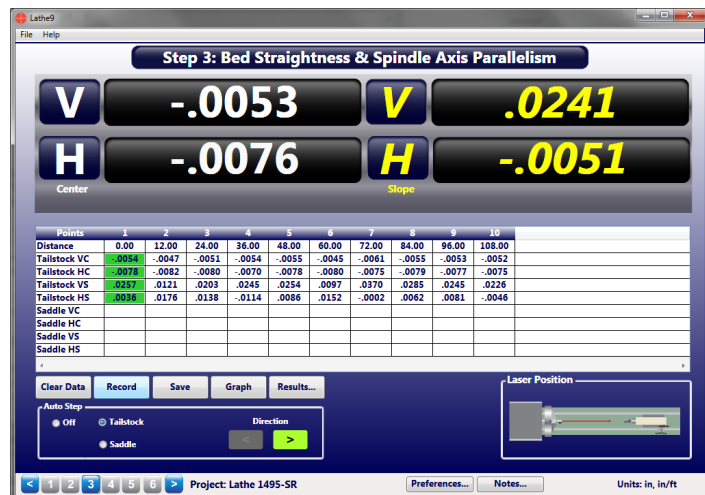 Lathe9
File Help
Step 3: Bed Straightness & Spindle Axis Parallelism
V -.0053 V .0241
H -.0076 H -.0051
Center Slope
Points 1 2 3 4 5 6 7 8 9 10
Distance 0.00 12.00 24.00 36.00 48.00 60.00 72.00 84.00 96.00 108.00
Tailstock VC -.0054 -.0047 -.0051 -.0054 -.0055 -.0045 -.0061 -.0055 -.0053 -.0052
Tailstock HC -.0078 -.0082 -.0080 -.0070 -.0078 -.0080 -.0075 -.0079 -.0077 -.0075
Tailstock VS .0257 .0121 .0203 .0245 .0254 .0097 .0370 .0285 .0245 .0226
Tailstock HS .0036 .0176 .0138 -.0114 .0086 .0152 -.0002 .0062 .0081 -.0046
Saddle VC
Saddle HC
Saddle VS
Saddle HS
Clear Data Record Save Graph Results...
Laser Position
Auto Step
Off Tailstock Direction
Saddle < >
< 1 2 3 4 5 6 > Project: Lathe 1495-SR Preferences... Notes... Units: in, in/ft